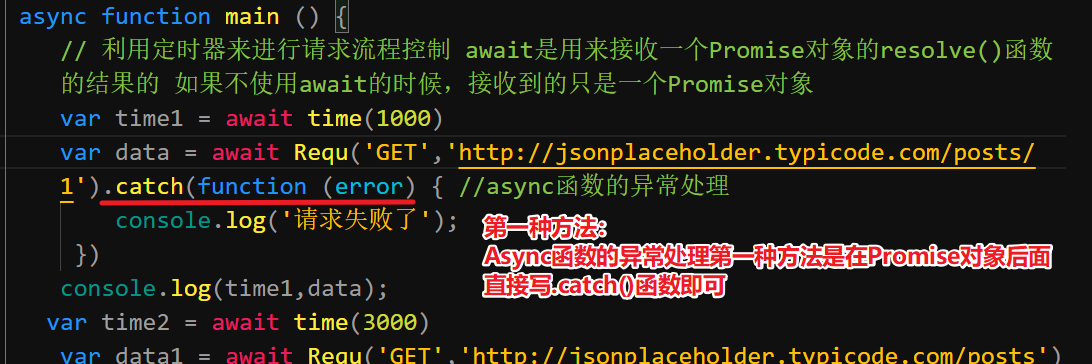 async function main () {
// 利用定时器来进行请求流程控制 await是用来接收一个Promise对象的resolve()函数
的结果的 如果不使用await的时候，接收到的只是一个Promise对象
var time1 = await time(1000)
var data = await Requ('GET','http://jsonplaceholder.typicode.com/posts/
1').catch(function (error) { //async函数的异常处理
console.log('请求失败了');
第一种方法：
Async函数的异常处理第一种方法是在Promise对象后面
直接写.catch()函数即可
})
console.log(time1,data);
var time2 = await time(3000)
var data1 = await Requ('GET','http://jsonplaceholder.typicode.com/posts')